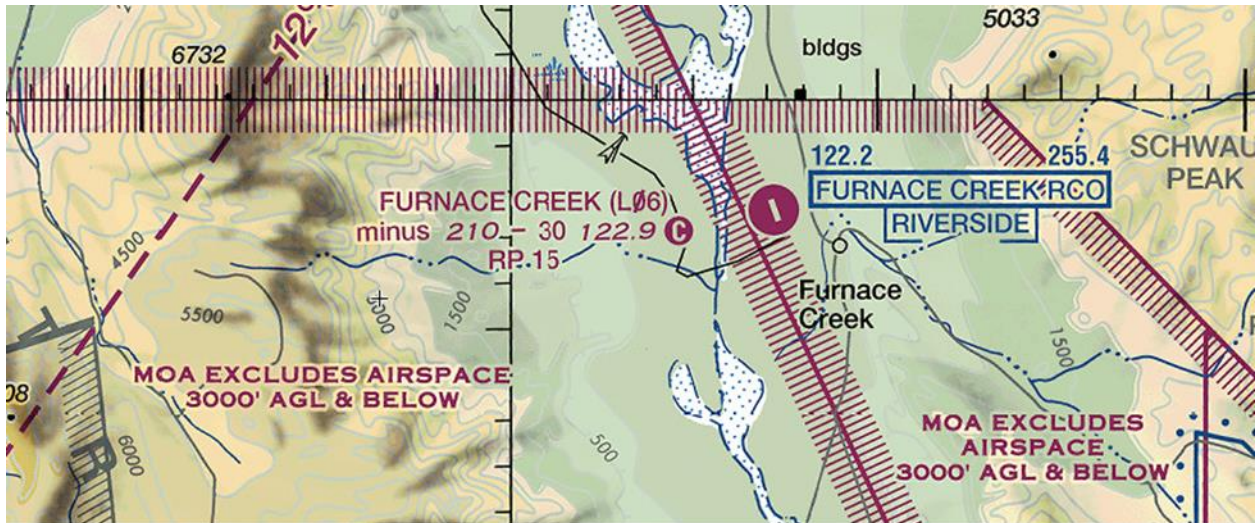 12°
6732
5033
bldgs
122.2 255.4
FURNACE CREEK RCO
RIVERSIDE
SCHWAU
PEAK
FURNACE CREEK (LØ6)
minus 210 - 30 122.9 C
RP 15
I
4500
5500
1500
Furnace
Creek
1500
MOA EXCLUDES AIRSPACE
3000' AGL & BELOW
08
6000
R
500
MOA EXCLUDES
AIRSPACE
3000' AGL & BELOW